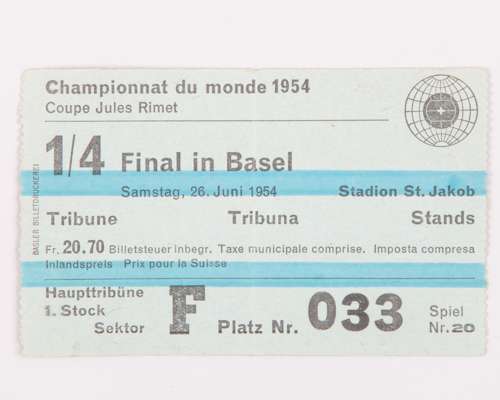 Championnat du monde 1954
Coupe Jules Rimet
1/4 Final in Basel
Samstag, 26. Juni 1954 Stadion St. Jakob
Tribune Tribuna Stands
Fr. 20.70 Billetsteuer inbegr. Taxe municipale comprise. Imposta compresa
Inlandspreis Prix pour la Suisse
Haupttribüne
1. Stock
Sektor F Platz Nr. 033 Spiel
Nr. 20
BASLER BILLETDRUCKEREI